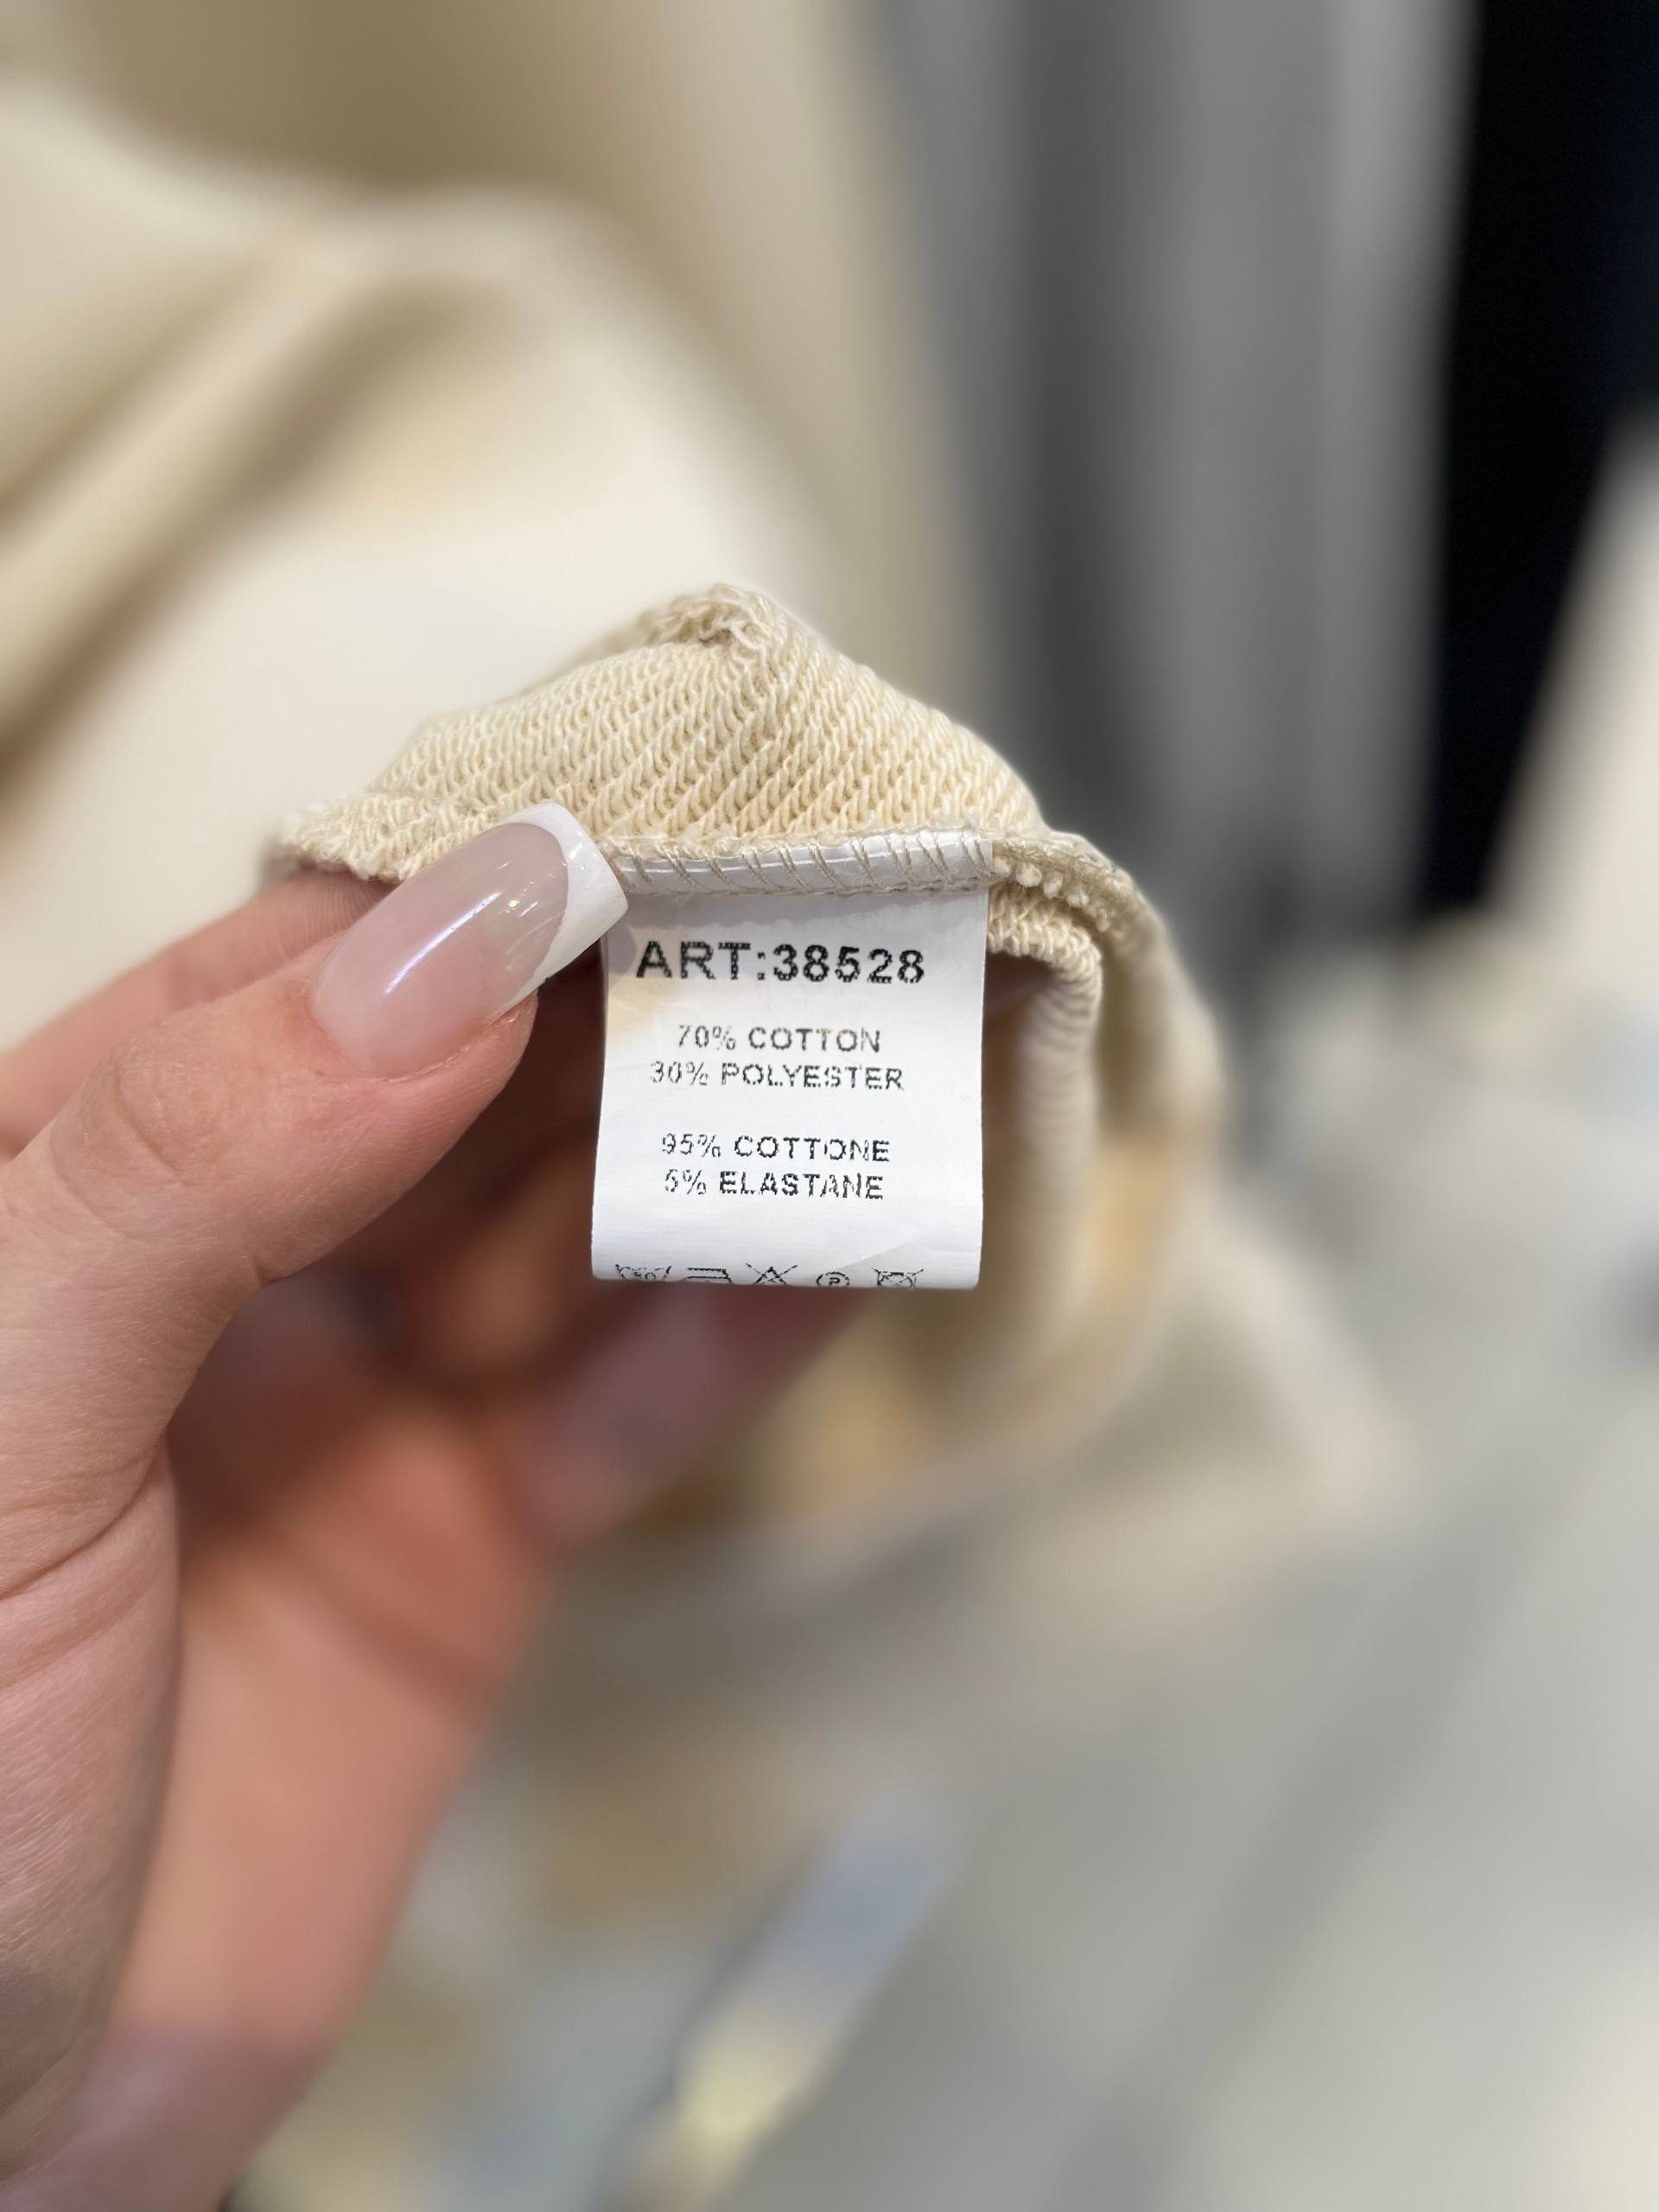 ART:38528
70% COTTON
30% POLYESTER
95% COTTONE
5% ELASTANE